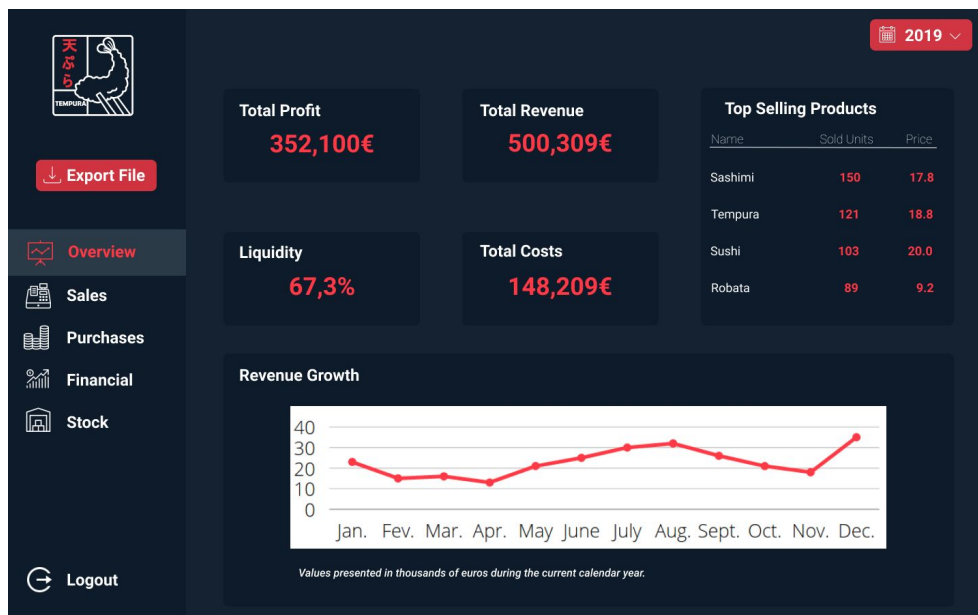 天ぷら
TEMPURA
2019
Export File
Overview
Sales
Purchases
Financial
Stock
Logout
Total Profit
352,100€
Total Revenue
500,309€
Liquidity
67,3%
Total Costs
148,209€
Top Selling Products
Name Sold Units Price
Sashimi 150 17.8
Tempura 121 18.8
Sushi 103 20.0
Robata 89 9.2
Revenue Growth
40
30
20
10
0
Jan. Fev. Mar. Apr. May June July Aug. Sept. Oct. Nov. Dec.
Values presented in thousands of euros during the current calendar year.